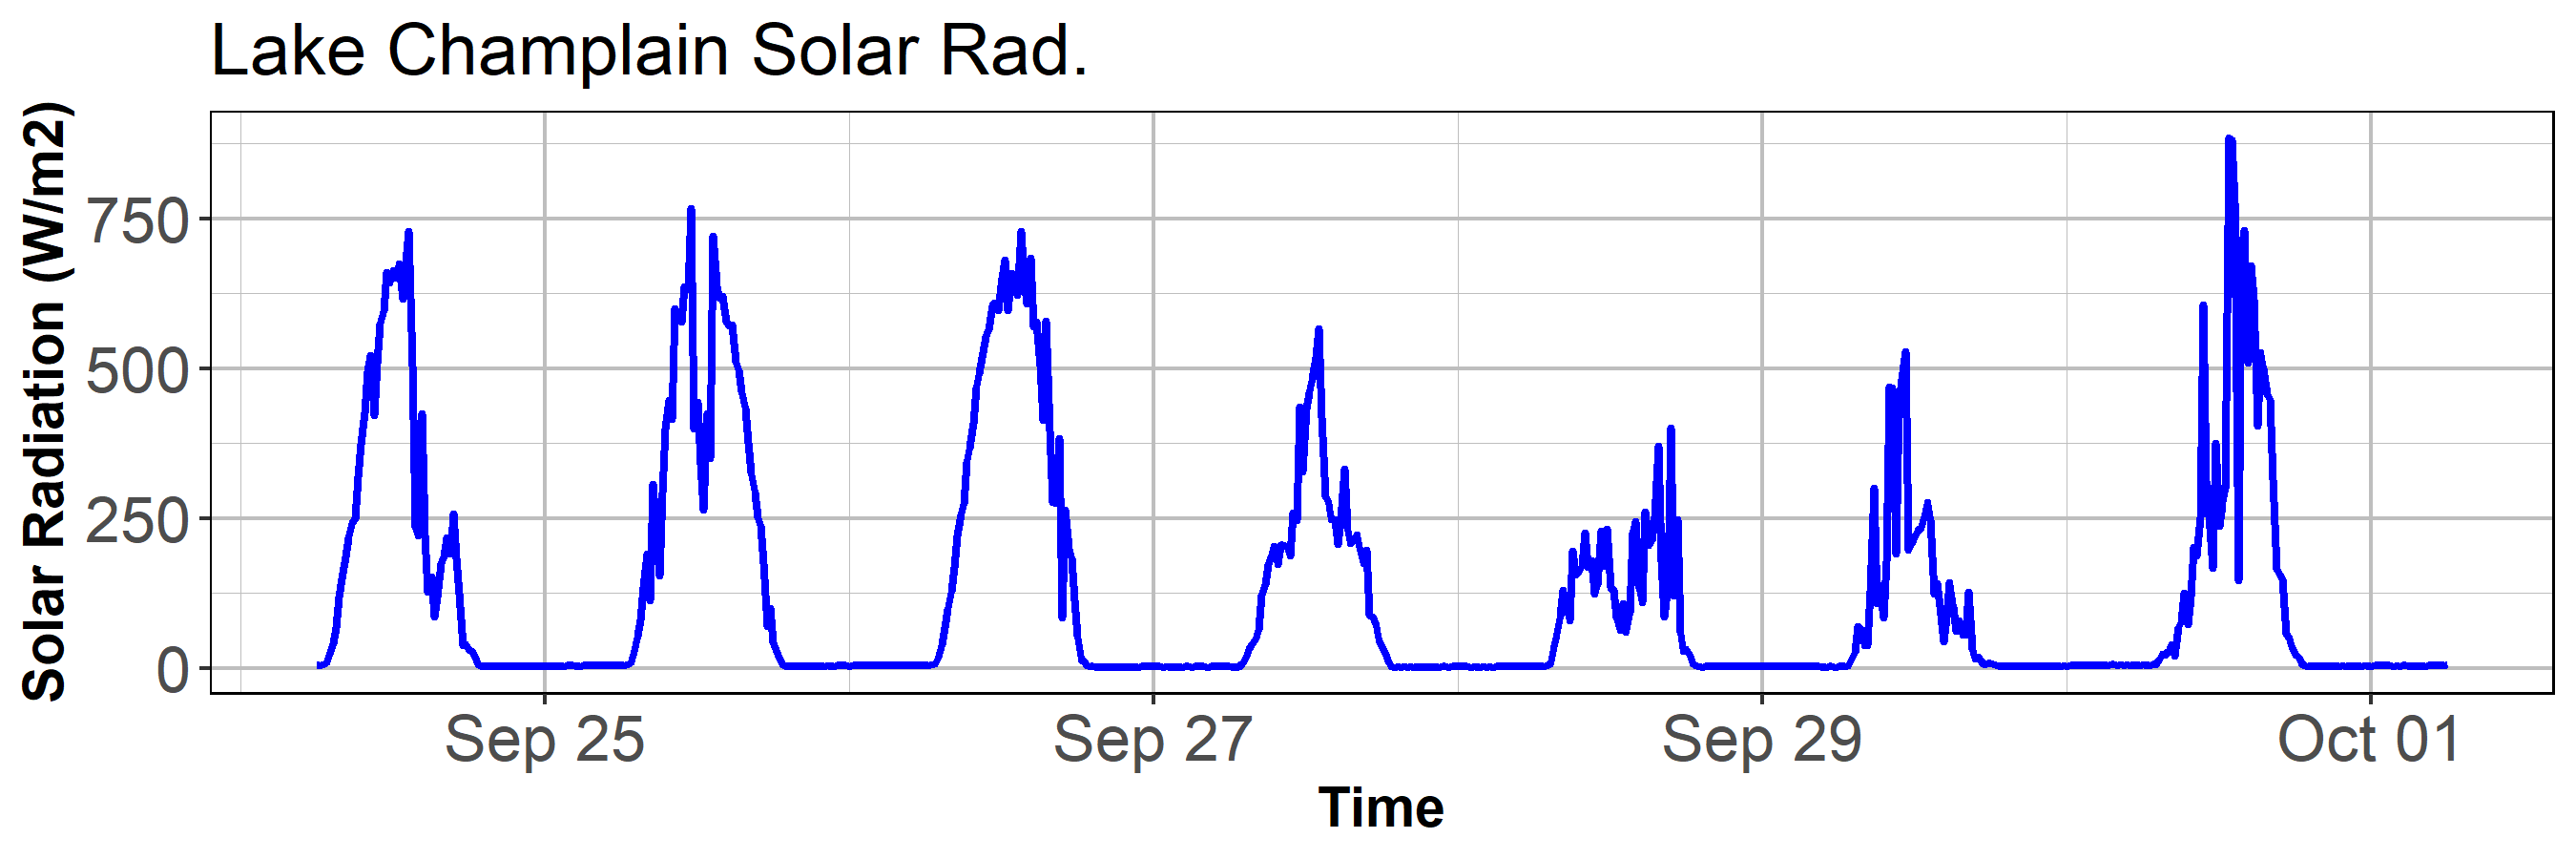 Lake Champlain Solar Rad.
Solar Radiation (W/m2)
750
500
250
0
Sep 25 Sep 27 Sep 29 Oct 01
Time